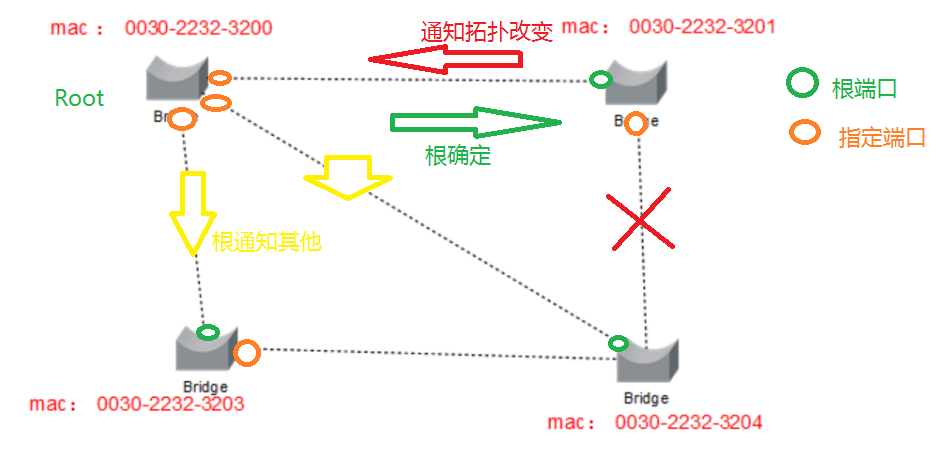 mac： 0030-2232-3200
通知拓扑改变
mac： 0030-2232-3201
Root
Bridge
Bridge
根端口
指定端口
根确定
根通知其他
Bridge
mac： 0030-2232-3203
Bridge
mac： 0030-2232-3204